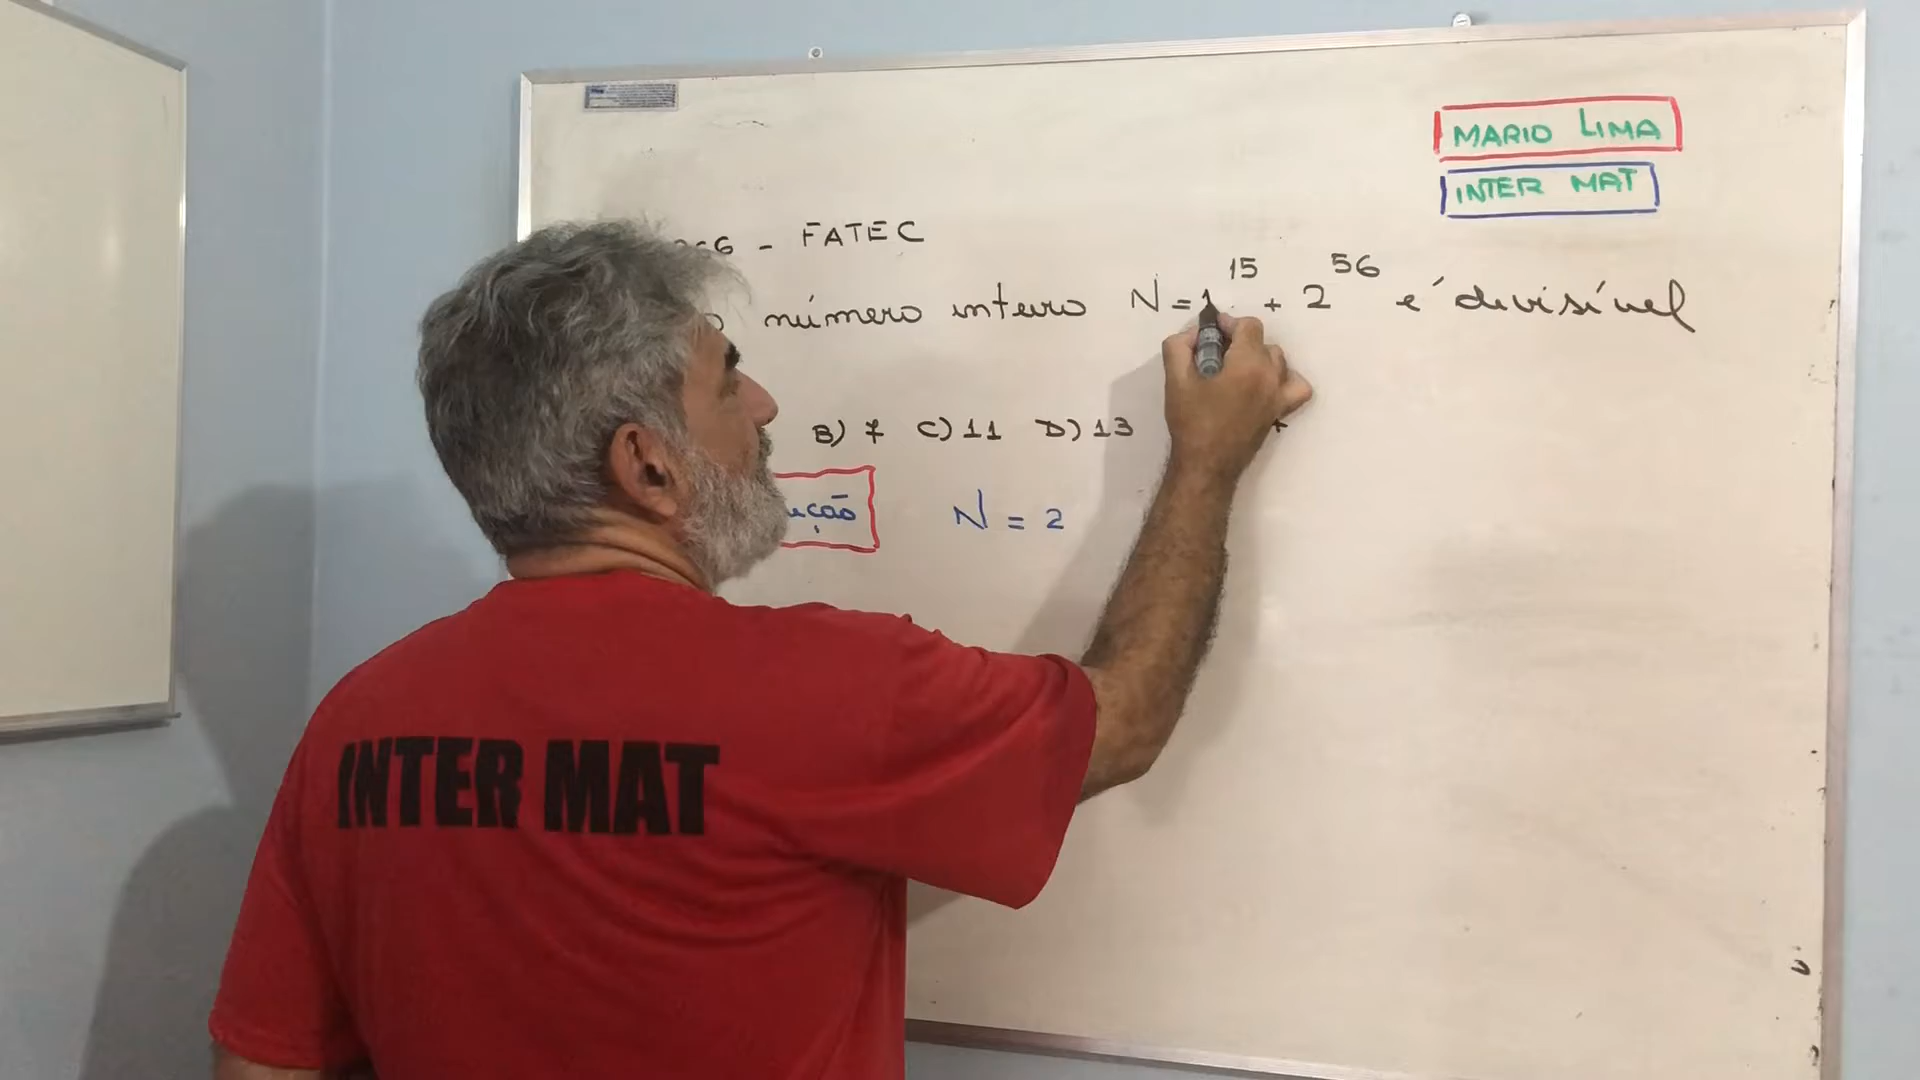 MARIO LIMA
INTER MAT
- FATEC
número inteiro N = 1^15 + 2^56 é divisível
B) 7 C) 11 D) 13
ução N = 2
INTER MAT